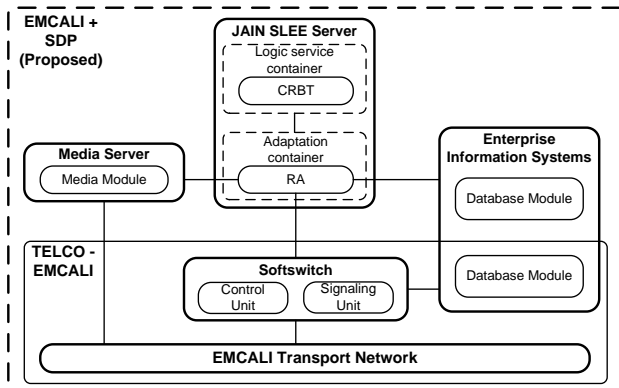 EMCALI +
SDP
(Proposed)
JAIN SLEE Server
Logic service
container
CRBT
Adaptation
container
RA
Media Server
Media Module
Enterprise
Information Systems
Database Module
Database Module
TELCO -
EMCALI
Softswitch
Control
Unit
Signaling
Unit
EMCALI Transport Network